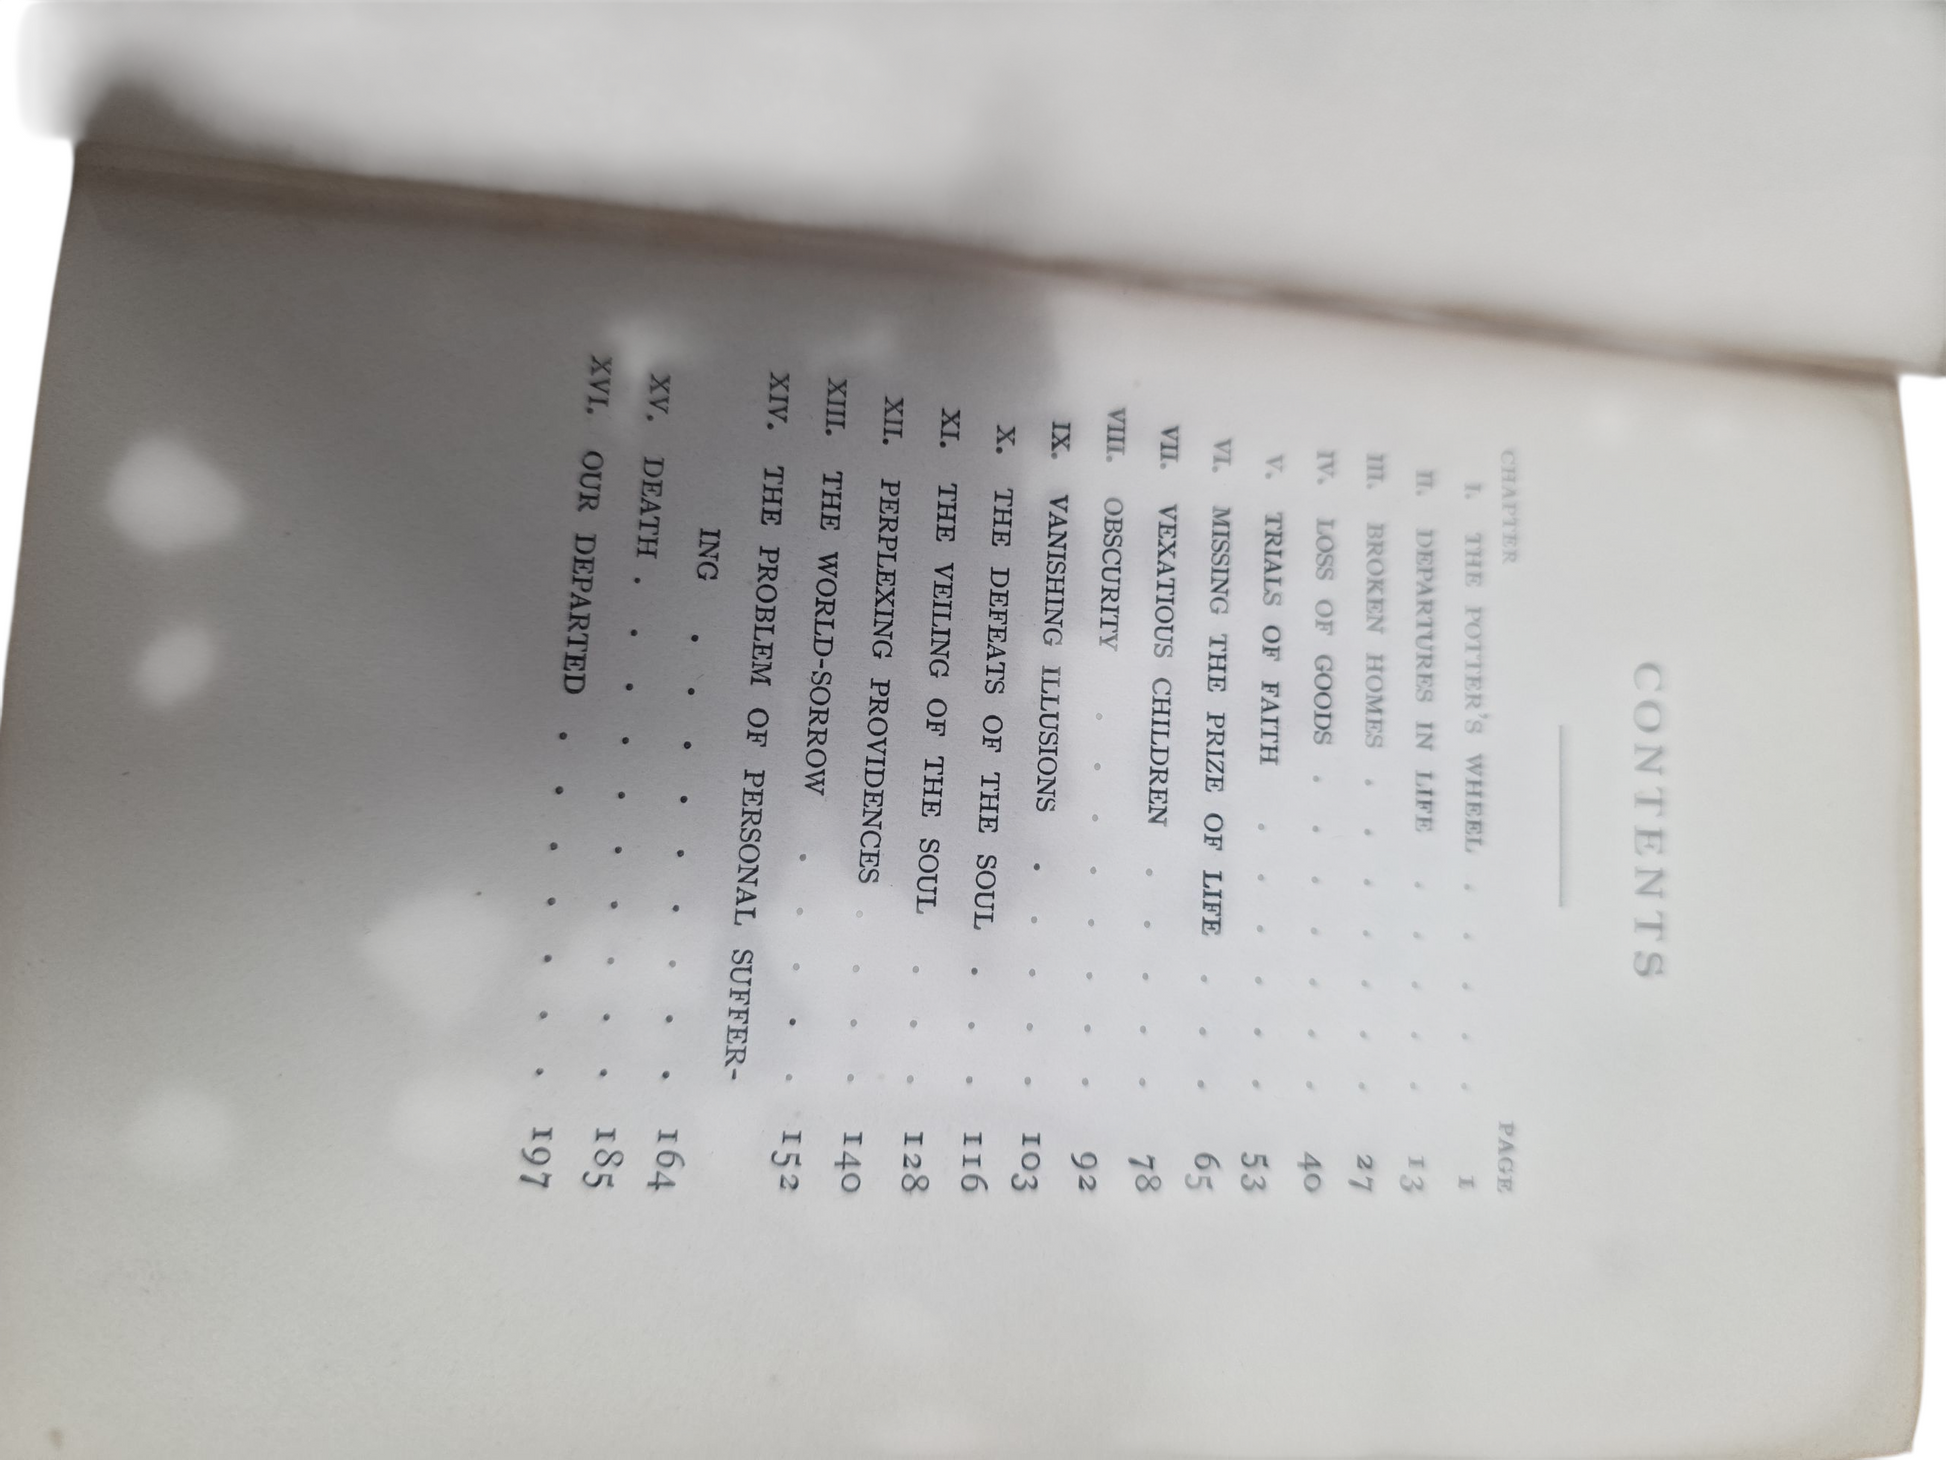 CONTENTS
CHAPTER PAGE
I. THE POTTER'S WHEEL . . . . . 1
II. DEPARTURES IN LIFE . . . . . 13
III. BROKEN HOMES . . . . . . . 27
IV. LOSS OF GOODS . . . . . . . 40
V. TRIALS OF FAITH . . . . . . 53
VI. MISSING THE PRIZE OF LIFE . . . 65
VII. VEXATIOUS CHILDREN . . . . . 78
VIII. OBSCURITY . . . . . . . . 92
IX. VANISHING ILLUSIONS . . . . . 103
X. THE DEFEATS OF THE SOUL . . . 116
XI. THE VEILING OF THE SOUL . . . 128
XII. PERPLEXING PROVIDENCES . . . . 140
XIII. THE WORLD-SORROW . . . . . 152
XIV. THE PROBLEM OF PERSONAL SUFFER-
ING . . . . . . . . . 164
XV. DEATH . . . . . . . . . . 185
XVI. OUR DEPARTED . . . . . . . 197